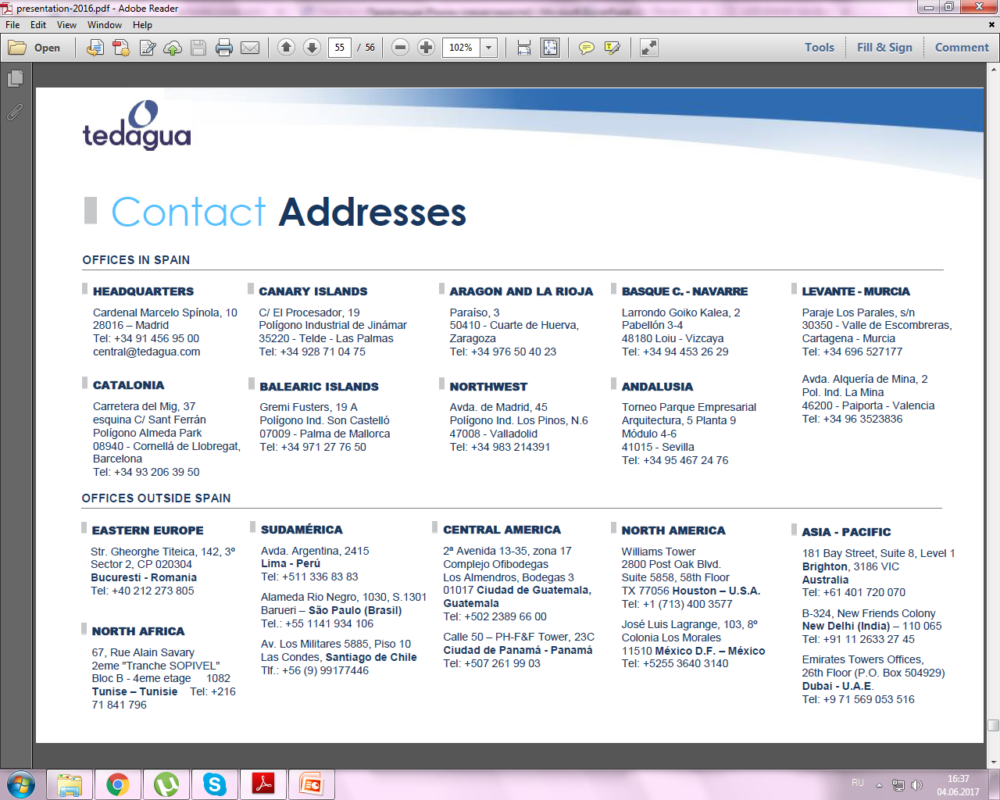 presentation-2016.pdf - Adobe Reader
File Edit View Window Help
Open 55 / 56 102% Tools Fill & Sign Comment
tedagua
Contact Addresses
OFFICES IN SPAIN
HEADQUARTERS
Cardenal Marcelo Spínola, 10
28016 – Madrid
Tel: +34 91 456 95 00
central@tedagua.com
CANARY ISLANDS
C/ El Procesador, 19
Polígono Industrial de Jinámar
35220 - Telde - Las Palmas
Tel: +34 928 71 04 75
ARAGON AND LA RIOJA
Paraíso, 3
50410 - Cuarte de Huerva,
Zaragoza
Tel: +34 976 50 40 23
BASQUE C. - NAVARRE
Larrondo Goiko Kalea, 2
Pabellón 3-4
48180 Loiu - Vizcaya
Tel: +34 94 453 26 29
LEVANTE - MURCIA
Paraje Los Parales, s/n
30350 - Valle de Escombreras,
Cartagena - Murcia
Tel: +34 696 527177
Avda. Alquería de Mina, 2
Pol. Ind. La Mina
46200 - Paiporta - Valencia
Tel: +34 96 3523836
CATALONIA
Carretera del Mig, 37
esquina C/ Sant Ferrán
Polígono Almeda Park
08940 - Cornellá de Llobregat,
Barcelona
Tel: +34 93 206 39 50
BALEARIC ISLANDS
Gremi Fusters, 19 A
Polígono Ind. Son Castelló
07009 - Palma de Mallorca
Tel: +34 971 27 76 50
NORTHWEST
Avda. de Madrid, 45
Polígono Ind. Los Pinos, N.6
47008 - Valladolid
Tel: +34 983 214391
ANDALUSIA
Torneo Parque Empresarial
Arquitectura, 5 Planta 9
Módulo 4-6
41015 - Sevilla
Tel: +34 95 467 24 76
OFFICES OUTSIDE SPAIN
EASTERN EUROPE
Str. Gheorghe Titeica, 142, 3º
Sector 2, CP 020304
Bucuresti - Romania
Tel: +40 212 273 805
NORTH AFRICA
67, Rue Alain Savary
2eme "Tranche SOPIVEL"
Bloc B - 4eme etage 1082
Tunise – Tunisie Tel: +216
71 841 796
SUDAMÉRICA
Avda. Argentina, 2415
Lima - Perú
Tel: +511 336 83 83
Alameda Rio Negro, 1030, S.1301
Barueri – São Paulo (Brasil)
Tel.: +55 1141 934 106
Av. Los Militares 5885, Piso 10
Las Condes, Santiago de Chile
Tlf.: +56 (9) 99177446
CENTRAL AMERICA
2ª Avenida 13-35, zona 17
Complejo Ofibodegas
Los Almendros, Bodegas 3
01017 Ciudad de Guatemala,
Guatemala
Tel: +502 2389 66 00
Calle 50 – PH-F&F Tower, 23C
Ciudad de Panamá - Panamá
Tel: +507 261 99 03
NORTH AMERICA
Williams Tower
2800 Post Oak Blvd.
Suite 5858, 58th Floor
TX 77056 Houston – U.S.A.
Tel: +1 (713) 400 3577
José Luis Lagrange, 103, 8º
Colonia Los Morales
11510 México D.F. – México
Tel: +5255 3640 3140
ASIA - PACIFIC
181 Bay Street, Suite 8, Level 1
Brighton, 3186 VIC
Australia
Tel: +61 401 720 070
B-324, New Friends Colony
New Delhi (India) – 110 065
Tel: +91 11 2633 27 45
Emirates Towers Offices,
26th Floor (P.O. Box 504929)
Dubai - U.A.E.
Tel: +9 71 569 053 516
RU
16:37
04.06.2017